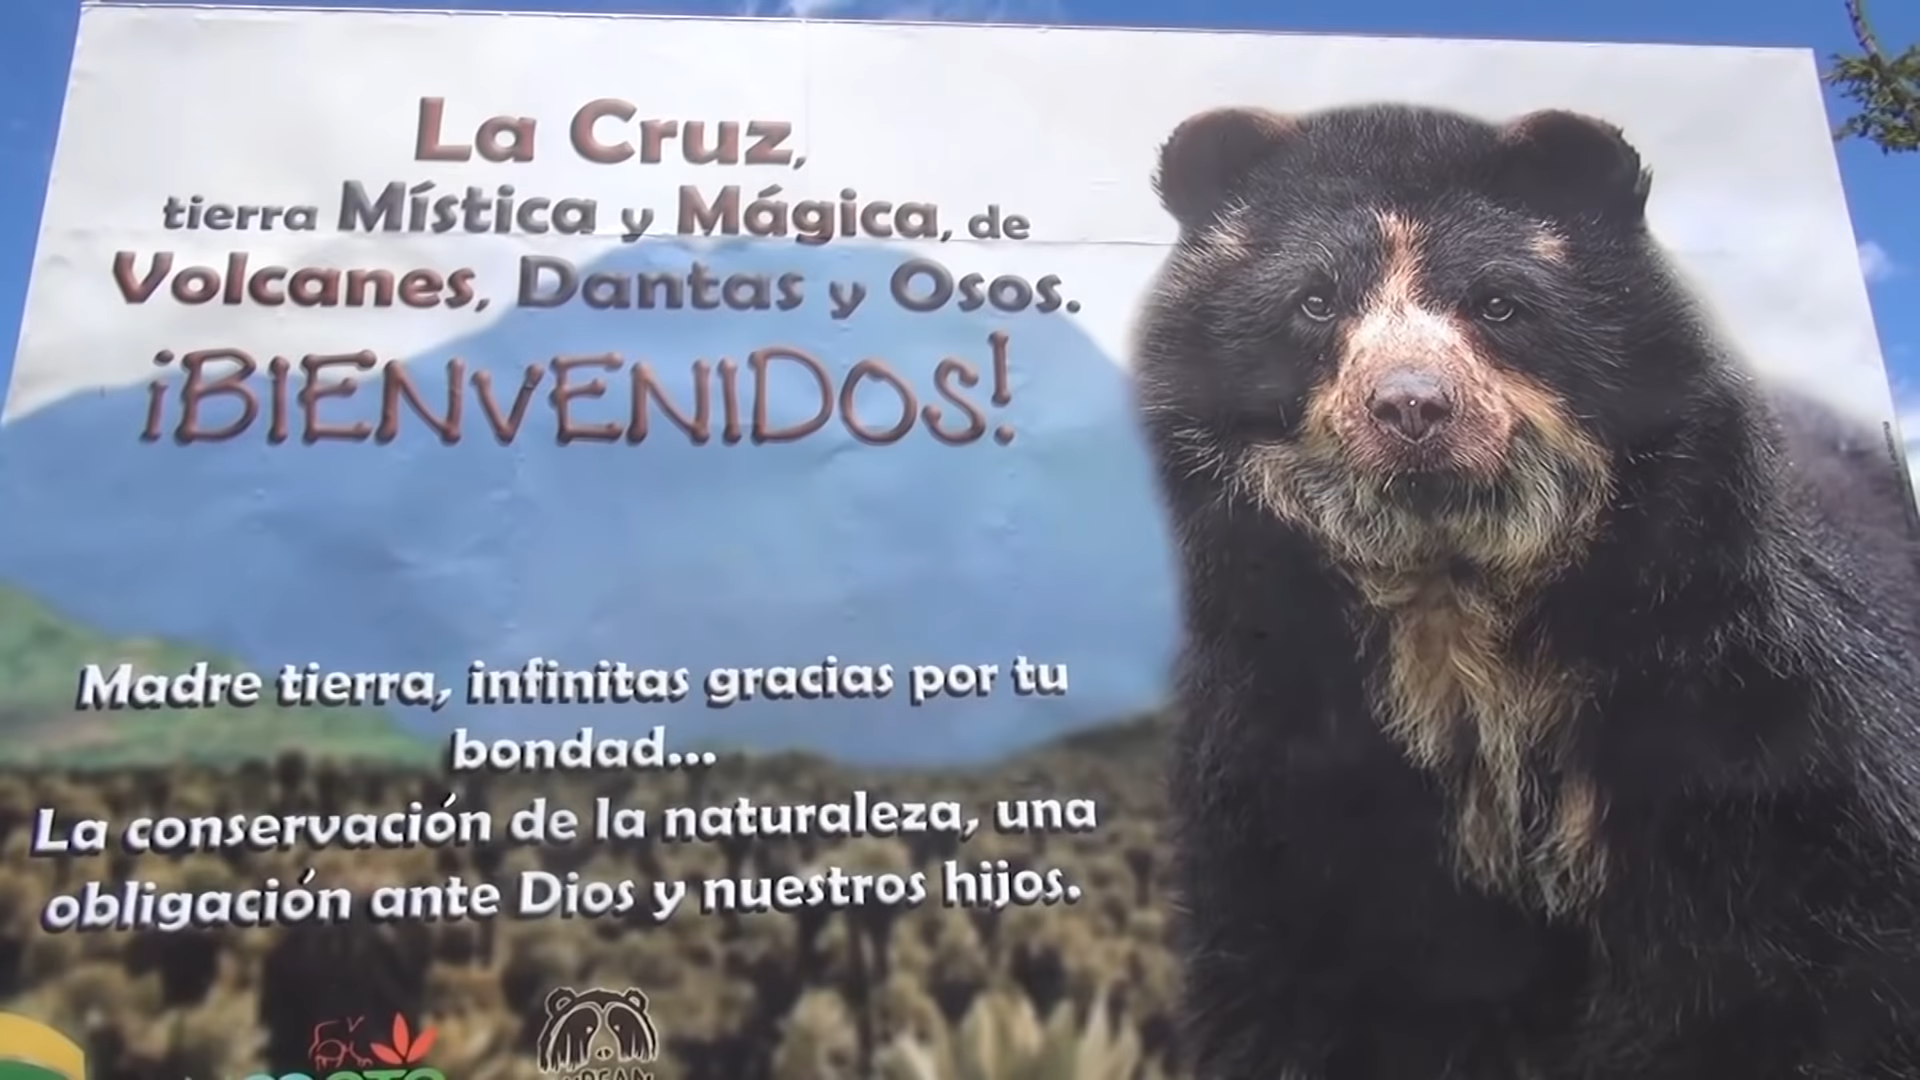 La Cruz,
tierra Mística y Mágica, de
Volcanes, Dantas y Osos.
¡BIENVENIDOS!
Madre tierra, infinitas gracias por tu
bondad...
La conservación de la naturaleza, una
obligación ante Dios y nuestros hijos.